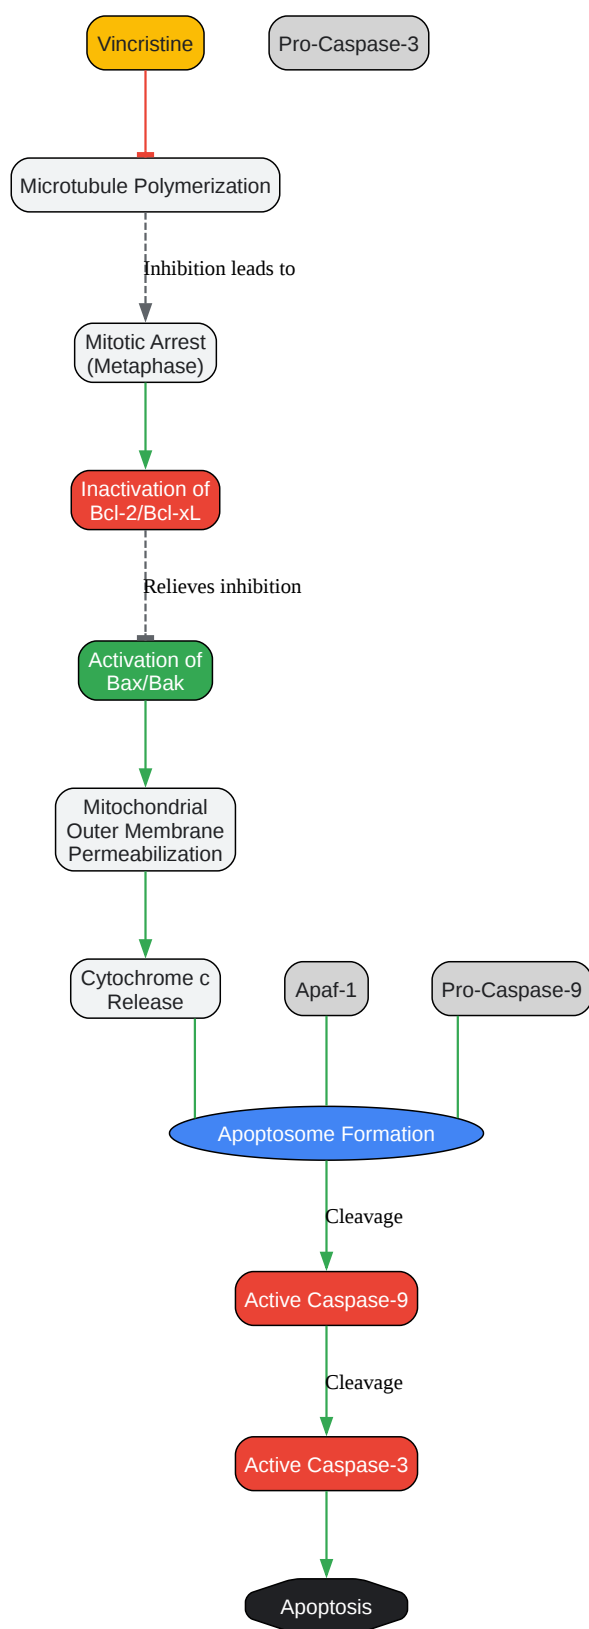 Vincristine
Pro-Caspase-3
Microtubule Polymerization
Inhibition leads to
Mitotic Arrest
(Metaphase)
Inactivation of
Bcl-2/Bcl-xL
Relieves inhibition
Activation of
Bax/Bak
Mitochondrial
Outer Membrane
Permeabilization
Cytochrome c
Release
Apaf-1
Pro-Caspase-9
Apoptosome Formation
Cleavage
Active Caspase-9
Cleavage
Active Caspase-3
Apoptosis